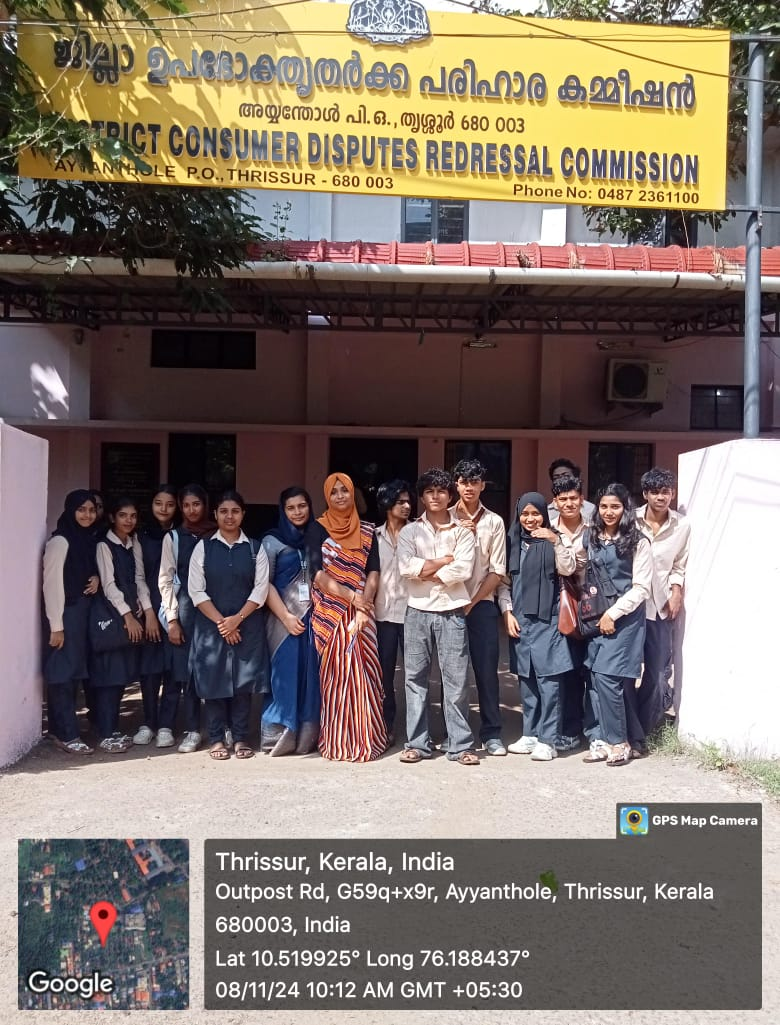 ജില്ലാ ഉപഭോക്തൃതർക്ക പരിഹാര കമ്മീഷൻ
അയ്യന്തോൾ പി.ഒ., തൃശ്ശൂർ 680 003
DISTRICT CONSUMER DISPUTES REDRESSAL COMMISSION
AYYANTHOLE P.O., THRISSUR - 680 003
Phone No: 0487 2361100
GPS Map Camera
Thrissur, Kerala, India
Outpost Rd, G59q+x9r, Ayyanthole, Thrissur, Kerala
680003, India
Lat 10.519925° Long 76.188437°
08/11/24 10:12 AM GMT +05:30
Google